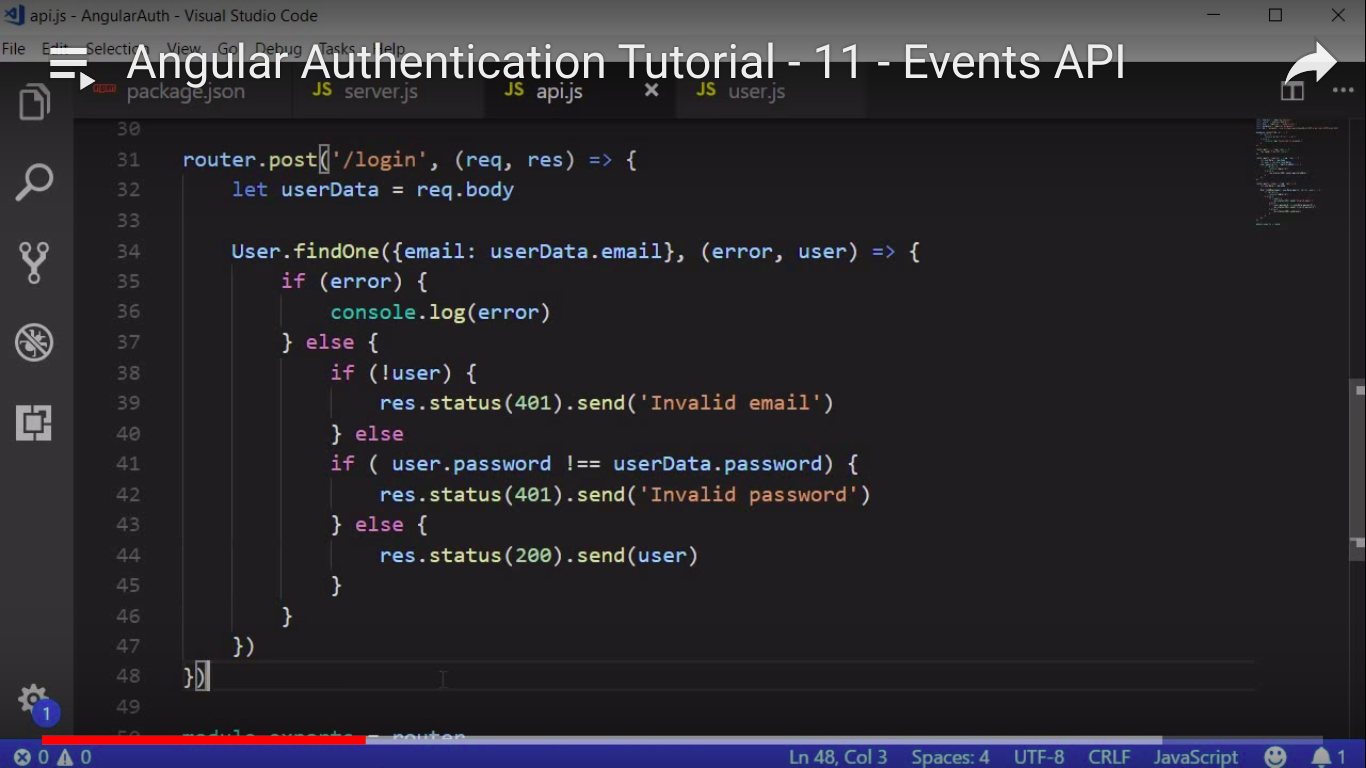 api.js - AngularAuth - Visual Studio Code
File Edit Selection View Go Debug Tasks Help
Angular Authentication Tutorial - 11 - Events API
package.json JS server.js JS api.js JS user.js
30
31 router.post('/login', (req, res) => {
32 let userData = req.body
33
34 User.findOne({email: userData.email}, (error, user) => {
35 if (error) {
36 console.log(error)
37 } else {
38 if (!user) {
39 res.status(401).send('Invalid email')
40 } else
41 if ( user.password !== userData.password) {
42 res.status(401).send('Invalid password')
43 } else {
44 res.status(200).send(user)
45 }
46 }
47 })
48 })
49
50 module.exports = router
1
0 0 Ln 48, Col 3 Spaces: 4 UTF-8 CRLF JavaScript 1